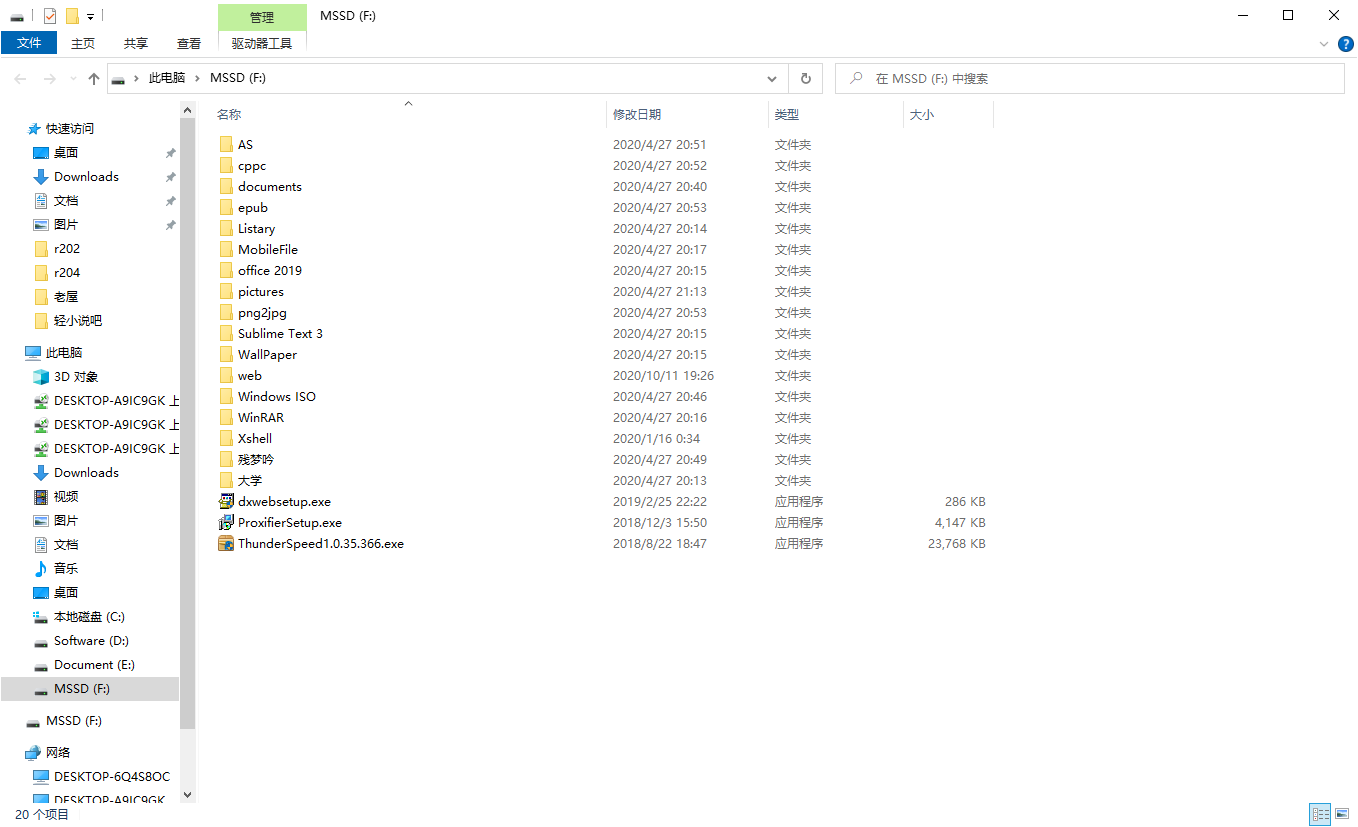 管理 MSSD (F:)
文件 主页 共享 查看 驱动器工具
此电脑 MSSD (F:)
在 MSSD (F:) 中搜索
快速访问
桌面
Downloads
文档
图片
r202
r204
老屋
轻小说吧
此电脑
3D 对象
DESKTOP-A9IC9GK 上
DESKTOP-A9IC9GK 上
DESKTOP-A9IC9GK 上
Downloads
视频
图片
文档
音乐
桌面
本地磁盘 (C:)
Software (D:)
Document (E:)
MSSD (F:)
MSSD (F:)
网络
DESKTOP-6Q4S8OC
DESKTOP-A9IC9GK
名称 修改日期 类型 大小
AS 2020/4/27 20:51 文件夹
cppc 2020/4/27 20:52 文件夹
documents 2020/4/27 20:40 文件夹
epub 2020/4/27 20:53 文件夹
Listary 2020/4/27 20:14 文件夹
MobileFile 2020/4/27 20:17 文件夹
office 2019 2020/4/27 20:15 文件夹
pictures 2020/4/27 21:13 文件夹
png2jpg 2020/4/27 20:53 文件夹
Sublime Text 3 2020/4/27 20:15 文件夹
WallPaper 2020/4/27 20:15 文件夹
web 2020/10/11 19:26 文件夹
Windows ISO 2020/4/27 20:46 文件夹
WinRAR 2020/4/27 20:16 文件夹
Xshell 2020/1/16 0:34 文件夹
残梦吟 2020/4/27 20:49 文件夹
大学 2020/4/27 20:13 文件夹
dxwebsetup.exe 2019/2/25 22:22 应用程序 286 KB
ProxifierSetup.exe 2018/12/3 15:50 应用程序 4,147 KB
ThunderSpeed1.0.35.366.exe 2018/8/22 18:47 应用程序 23,768 KB
20 个项目